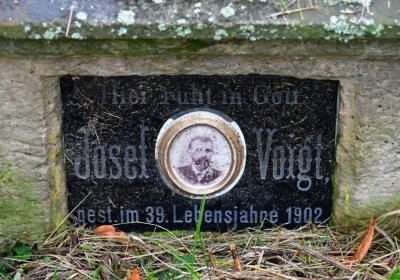 Hier ruht in Gott
Josef Voigt,
gest. im 39. Lebensjahre 1902.